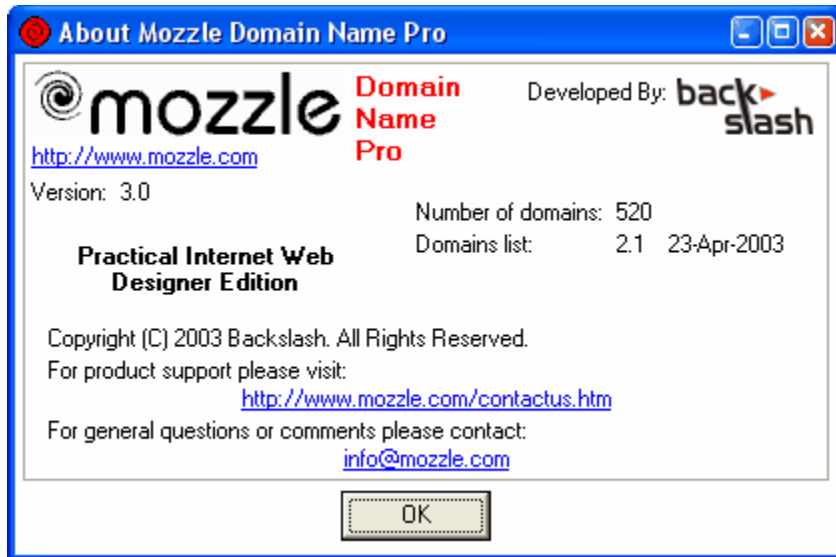 About Mozzle Domain Name Pro
mozzle
Domain
Name
Pro
Developed By:
back
slash
http://www.mozzle.com
Version: 3.0
Number of domains: 520
Domains list: 2.1 23-Apr-2003
Practical Internet Web
Designer Edition
Copyright (C) 2003 Backslash. All Rights Reserved.
For product support please visit:
http://www.mozzle.com/contactus.htm
For general questions or comments please contact:
info@mozzle.com
OK